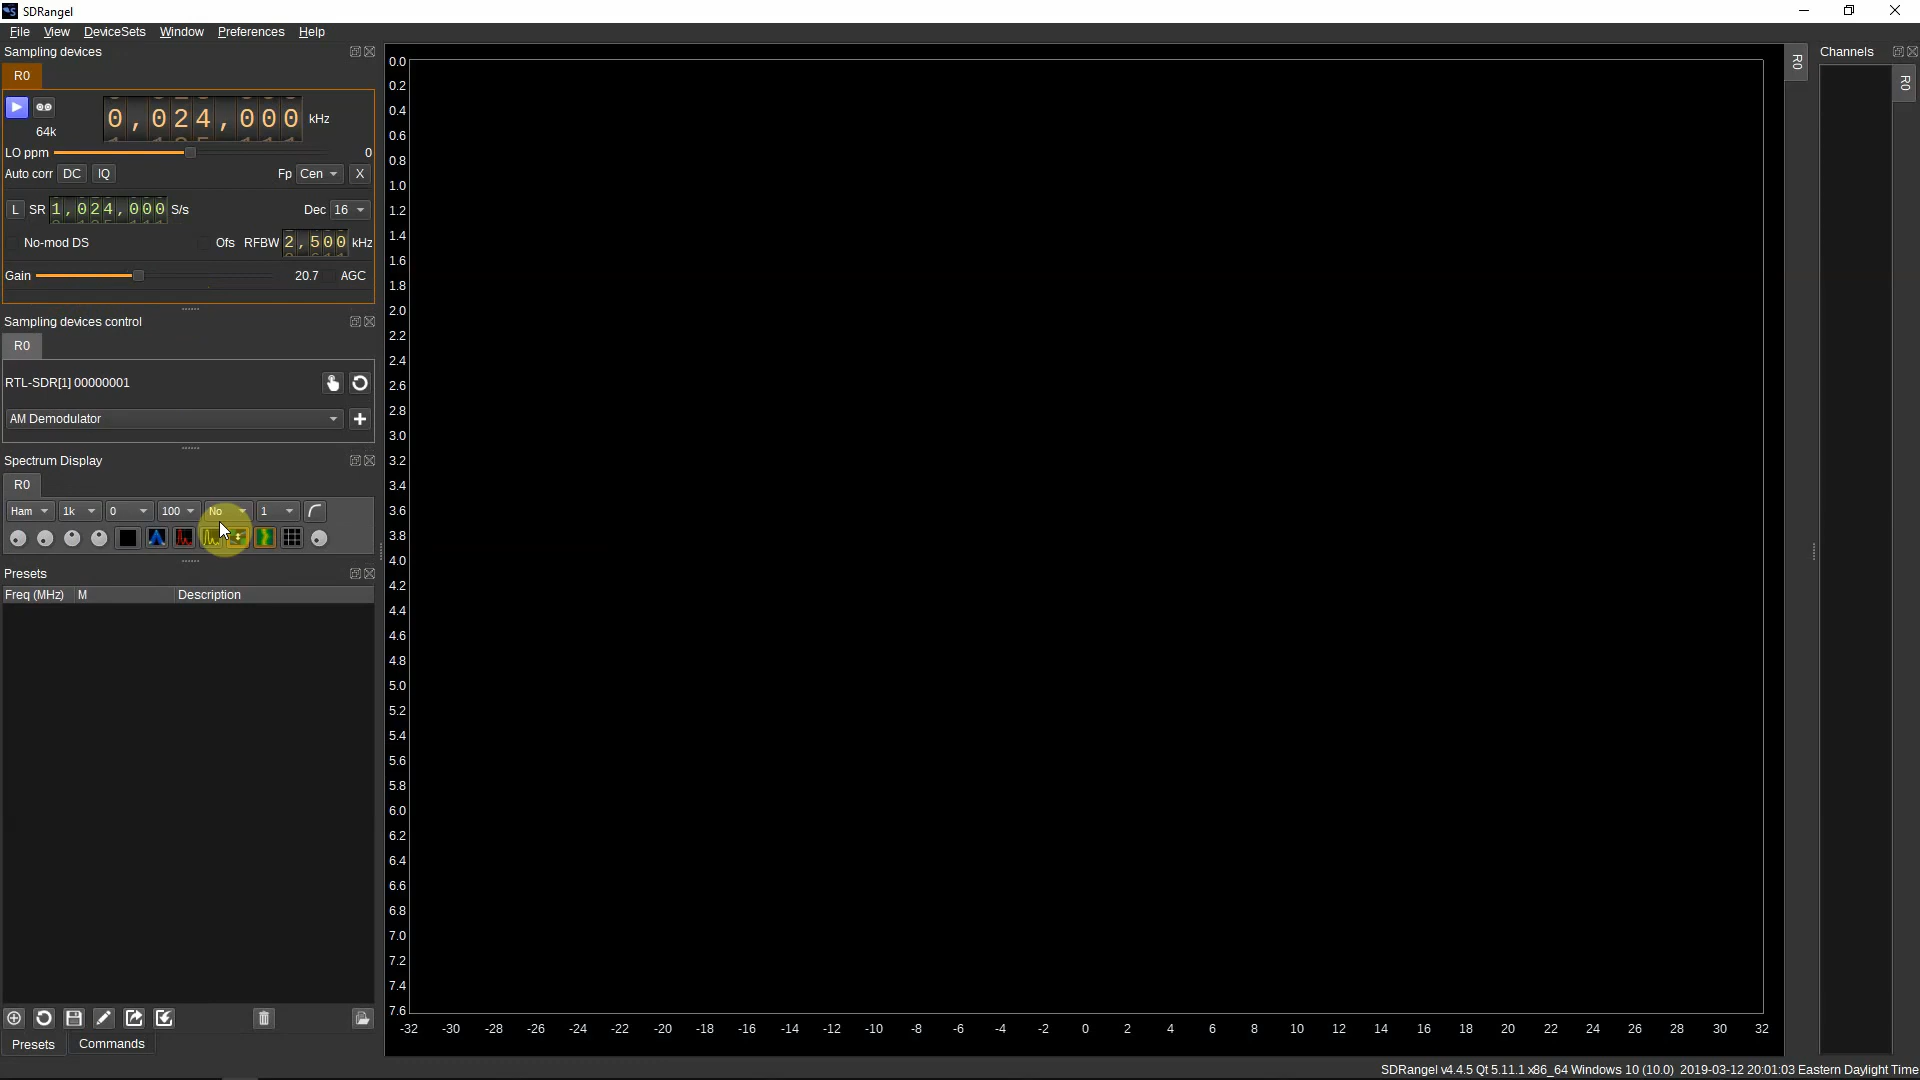 SDRangel
File View DeviceSets Window Preferences Help
Sampling devices
R0
64k
0,024,000 kHz
LO ppm 0
Auto corr DC IQ Fp Cen X
L SR 1,024,000 S/s Dec 16
No-mod DS Ofs RFBW 2,500 kHz
Gain 20.7 AGC
Sampling devices control
R0
RTL-SDR[1] 00000001
AM Demodulator
Spectrum Display
R0
Ham 1k 0 100 No 1
Presets
Freq (MHz) M Description
Presets Commands
0.0
0.2
0.4
0.6
0.8
1.0
1.2
1.4
1.6
1.8
2.0
2.2
2.4
2.6
2.8
3.0
3.2
3.4
3.6
3.8
4.0
4.2
4.4
4.6
4.8
5.0
5.2
5.4
5.6
5.8
6.0
6.2
6.4
6.6
6.8
7.0
7.2
7.4
7.6
-32 -30 -28 -26 -24 -22 -20 -18 -16 -14 -12 -10 -8 -6 -4 -2 0 2 4 6 8 10 12 14 16 18 20 22 24 26 28 30 32
R0
Channels
R0
SDRangel v4.4.5 Qt 5.11.1 x86_64 Windows 10 (10.0) 2019-03-12 20:01:03 Eastern Daylight Time